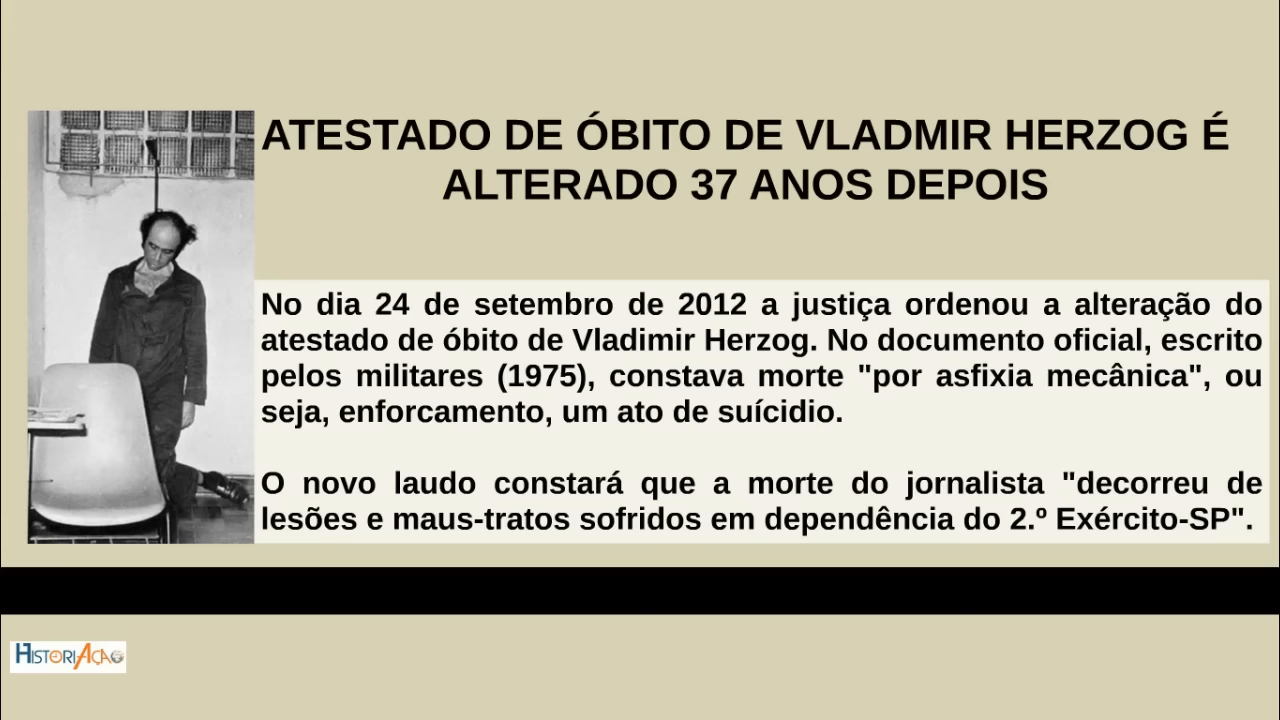 ATESTADO DE ÓBITO DE VLADMIR HERZOG É
ALTERADO 37 ANOS DEPOIS
No dia 24 de setembro de 2012 a justiça ordenou a alteração do
atestado de óbito de Vladimir Herzog. No documento oficial, escrito
pelos militares (1975), constava morte "por asfixia mecânica", ou
seja, enforcamento, um ato de suícidio.
O novo laudo constará que a morte do jornalista "decorreu de
lesões e maus-tratos sofridos em dependência do 2.º Exército-SP".
HISTORIAÇÃO